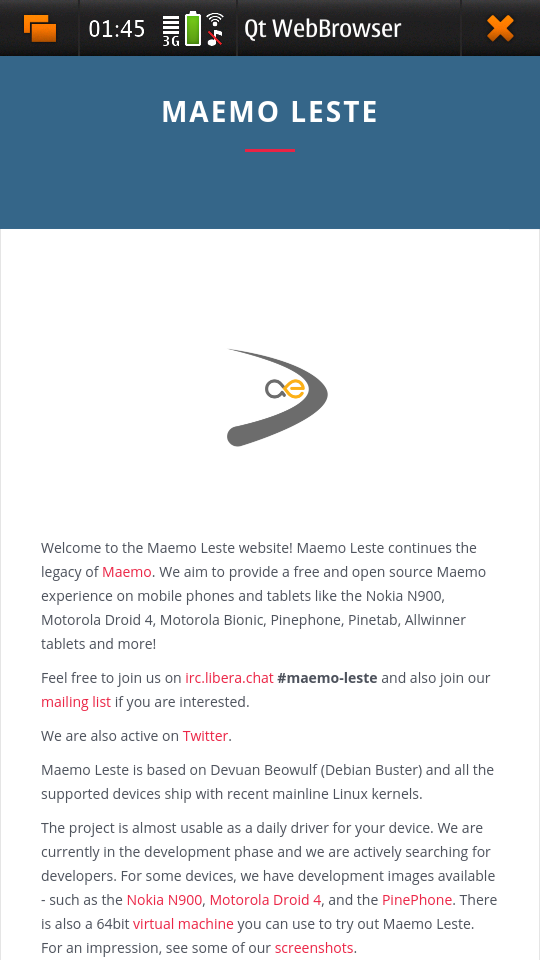 01:45 3G Qt WebBrowser
MAEMO LESTE
ae
Welcome to the Maemo Leste website! Maemo Leste continues the
legacy of Maemo. We aim to provide a free and open source Maemo
experience on mobile phones and tablets like the Nokia N900,
Motorola Droid 4, Motorola Bionic, Pinephone, Pinetab, Allwinner
tablets and more!
Feel free to join us on irc.libera.chat #maemo-leste and also join our
mailing list if you are interested.
We are also active on Twitter.
Maemo Leste is based on Devuan Beowulf (Debian Buster) and all the
supported devices ship with recent mainline Linux kernels.
The project is almost usable as a daily driver for your device. We are
currently in the development phase and we are actively searching for
developers. For some devices, we have development images available
- such as the Nokia N900, Motorola Droid 4, and the PinePhone. There
is also a 64bit virtual machine you can use to try out Maemo Leste.
For an impression, see some of our screenshots.